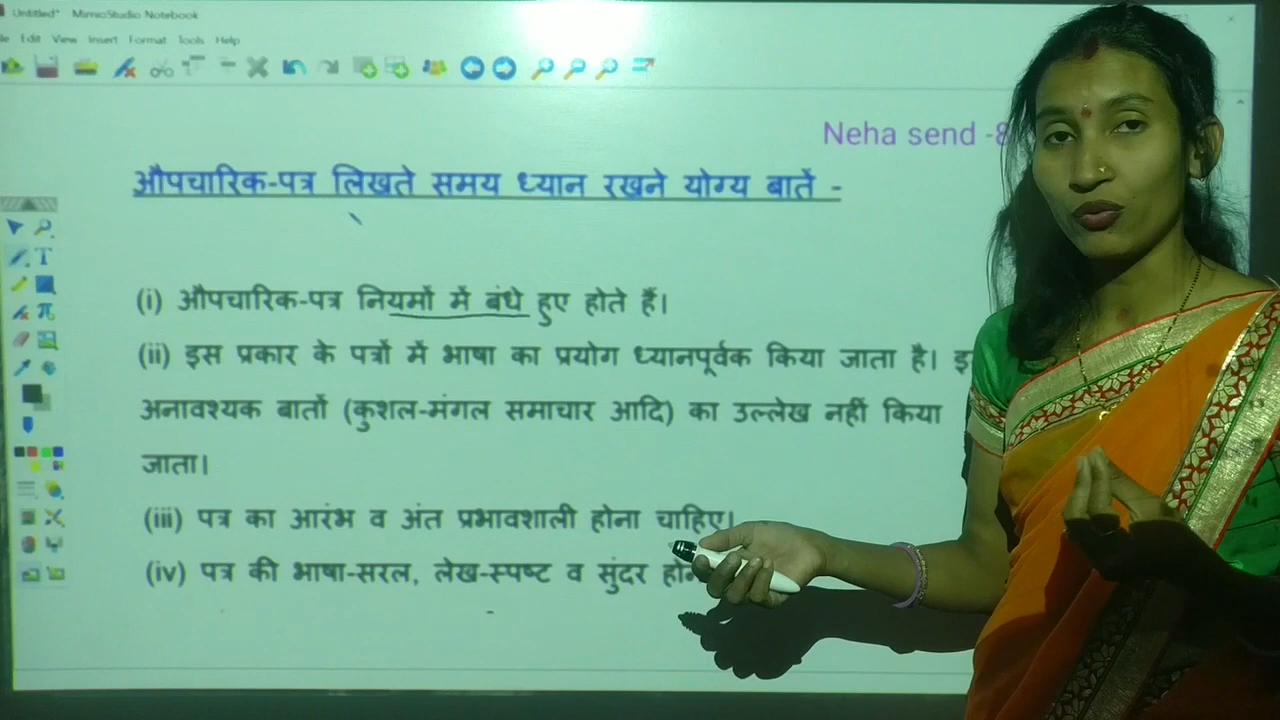 Untitled* MimioStudio Notebook
Edit View Insert Format Tools Help
Neha send -8
औपचारिक-पत्र लिखते समय ध्यान रखने योग्य बातें -
(i) औपचारिक-पत्र नियमों में बंधे हुए होते हैं।
(ii) इस प्रकार के पत्रों में भाषा का प्रयोग ध्यानपूर्वक किया जाता है।
अनावश्यक बातों (कुशल-मंगल समाचार आदि) का उल्लेख नहीं किया
जाता।
(iii) पत्र का आरंभ व अंत प्रभावशाली होना चाहिए।
(iv) पत्र की भाषा-सरल, लेख-स्पष्ट व सुंदर